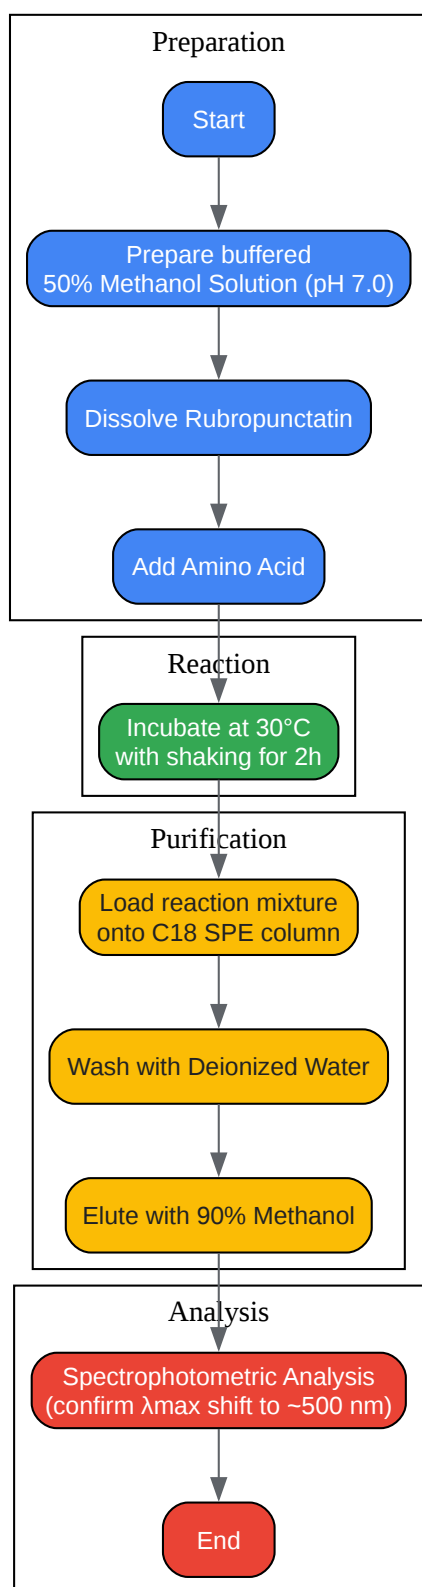 Preparation
Start
Prepare buffered
50% Methanol Solution (pH 7.0)
Dissolve Rubropunctatin
Add Amino Acid
Reaction
Incubate at 30°C
with shaking for 2h
Purification
Load reaction mixture
onto C18 SPE column
Wash with Deionized Water
Elute with 90% Methanol
Analysis
Spectrophotometric Analysis
(confirm λmax shift to ~500 nm)
End